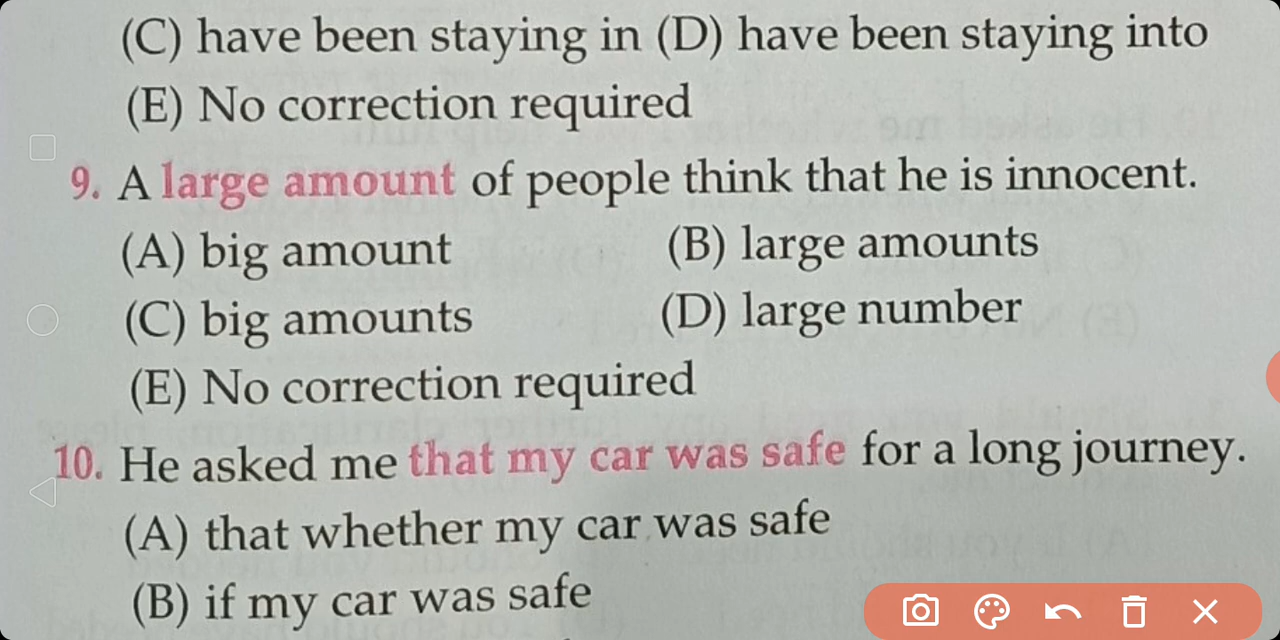 (C) have been staying in (D) have been staying into
(E) No correction required
9. A large amount of people think that he is innocent.
(A) big amount (B) large amounts
(C) big amounts (D) large number
(E) No correction required
10. He asked me that my car was safe for a long journey.
(A) that whether my car was safe
(B) if my car was safe